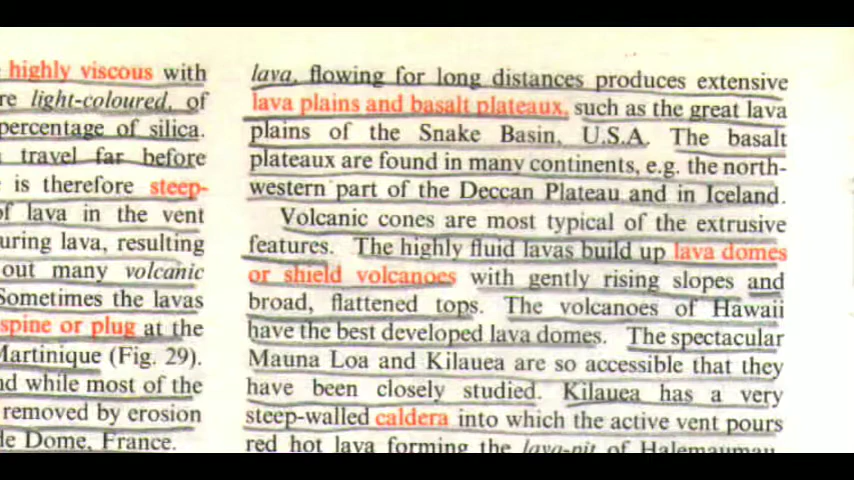 highly viscous with
re light-coloured, of
percentage of silica.
travel far before
is therefore steep-
of lava in the vent
uring lava, resulting
out many volcanic
Sometimes the lavas
spine or plug at the
Martinique (Fig. 29).
nd while most of the
removed by erosion
de Dome, France.
lava, flowing for long distances produces extensive
lava plains and basalt plateaux, such as the great lava
plains of the Snake Basin, U.S.A. The basalt
plateaux are found in many continents, e.g. the north-
western part of the Deccan Plateau and in Iceland.
Volcanic cones are most typical of the extrusive
features. The highly fluid lavas build up lava domes
or shield volcanoes with gently rising slopes and
broad, flattened tops. The volcanoes of Hawaii
have the best developed lava domes. The spectacular
Mauna Loa and Kilauea are so accessible that they
have been closely studied. Kilauea has a very
steep-walled caldera into which the active vent pours
red hot lava forming the lava-pit of Halemaumau.